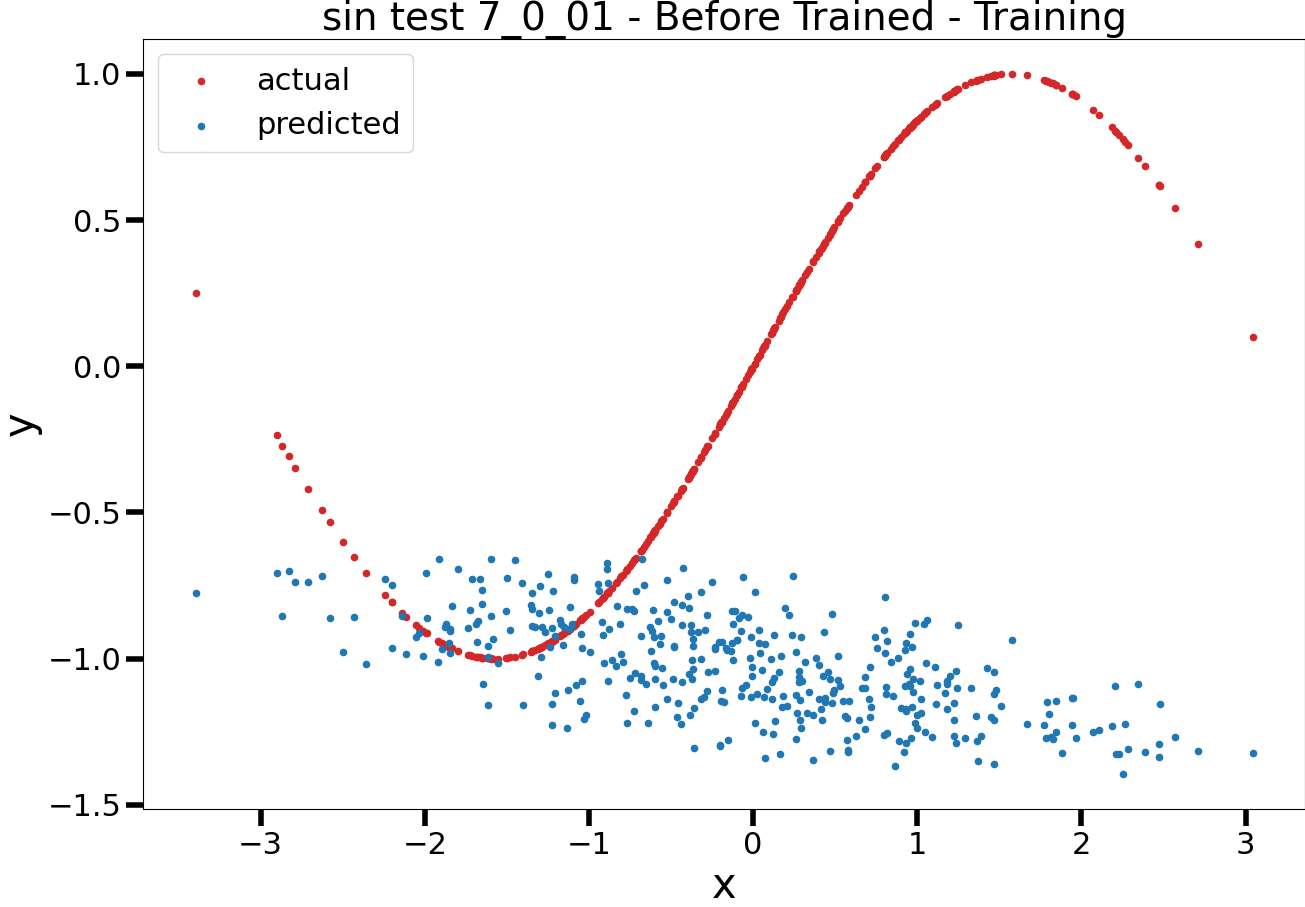 sin test 7_0_01 - Before Trained - Training
actual
predicted
1.0
0.5
0.0
−0.5
−1.0
−1.5
y
−3 −2 −1 0 1 2 3
x